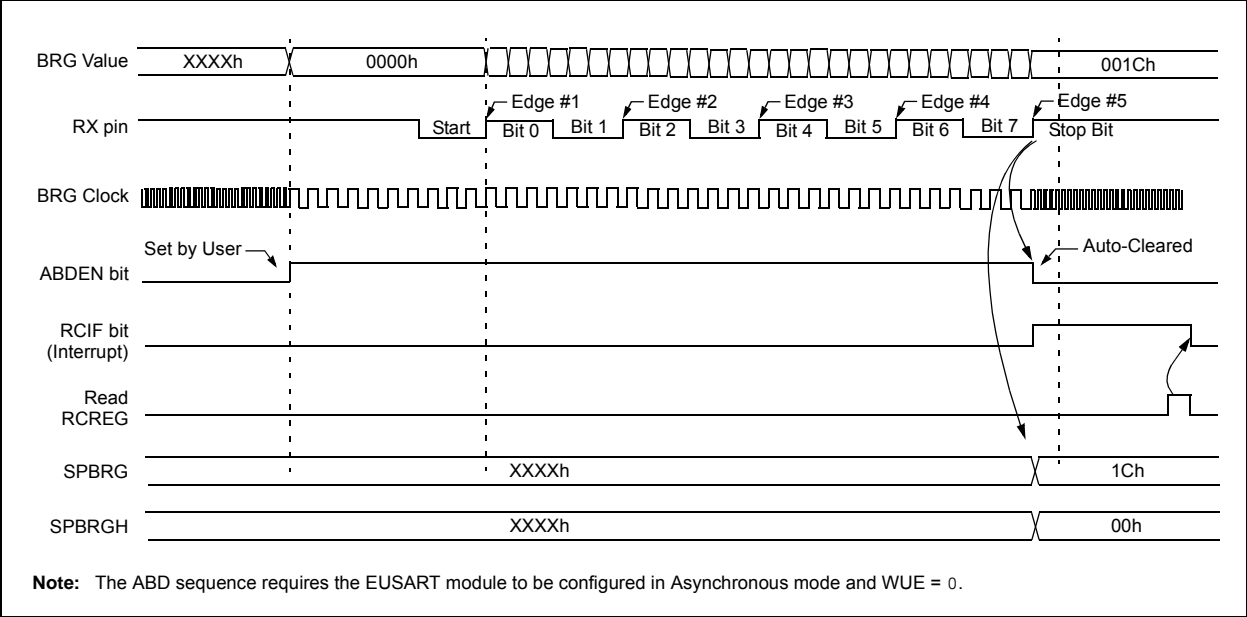 BRG Value XXXXh 0000h 001Ch
Edge #1 Edge #2 Edge #3 Edge #4 Edge #5
RX pin Start Bit 0 Bit 1 Bit 2 Bit 3 Bit 4 Bit 5 Bit 6 Bit 7 Stop Bit
BRG Clock
Set by User Auto-Cleared
ABDEN bit
RCIF bit
(Interrupt)
Read
RCREG
SPBRG XXXXh 1Ch
SPBRGH XXXXh 00h
Note: The ABD sequence requires the EUSART module to be configured in Asynchronous mode and WUE = 0.